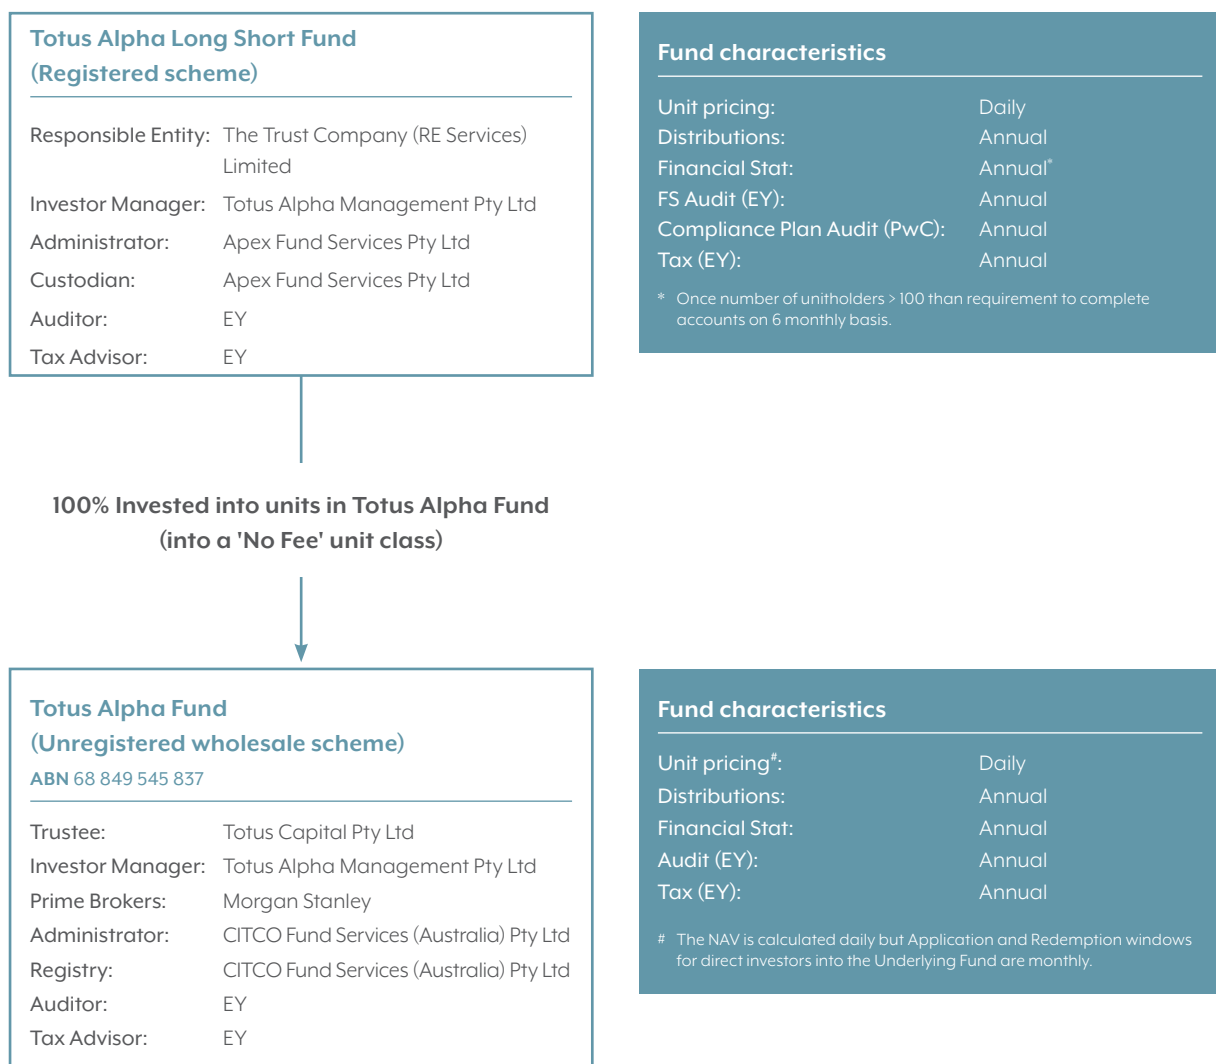 Totus Alpha Long Short Fund
(Registered scheme)
Responsible Entity: The Trust Company (RE Services)
Limited
Investor Manager: Totus Alpha Management Pty Ltd
Administrator: Apex Fund Services Pty Ltd
Custodian: Apex Fund Services Pty Ltd
Auditor: EY
Tax Advisor: EY
Fund characteristics
Unit pricing: Daily
Distributions: Annual
Financial Stat: Annual*
FS Audit (EY): Annual
Compliance Plan Audit (PwC): Annual
Tax (EY): Annual
* Once number of unitholders > 100 than requirement to complete
accounts on 6 monthly basis.
100% Invested into units in Totus Alpha Fund
(into a 'No Fee' unit class)
Totus Alpha Fund
(Unregistered wholesale scheme)
ABN 68 849 545 837
Trustee: Totus Capital Pty Ltd
Investor Manager: Totus Alpha Management Pty Ltd
Prime Brokers: Morgan Stanley
Administrator: CITCO Fund Services (Australia) Pty Ltd
Registry: CITCO Fund Services (Australia) Pty Ltd
Auditor: EY
Tax Advisor: EY
Fund characteristics
Unit pricing#: Daily
Distributions: Annual
Financial Stat: Annual
Audit (EY): Annual
Tax (EY): Annual
# The NAV is calculated daily but Application and Redemption windows
for direct investors into the Underlying Fund are monthly.